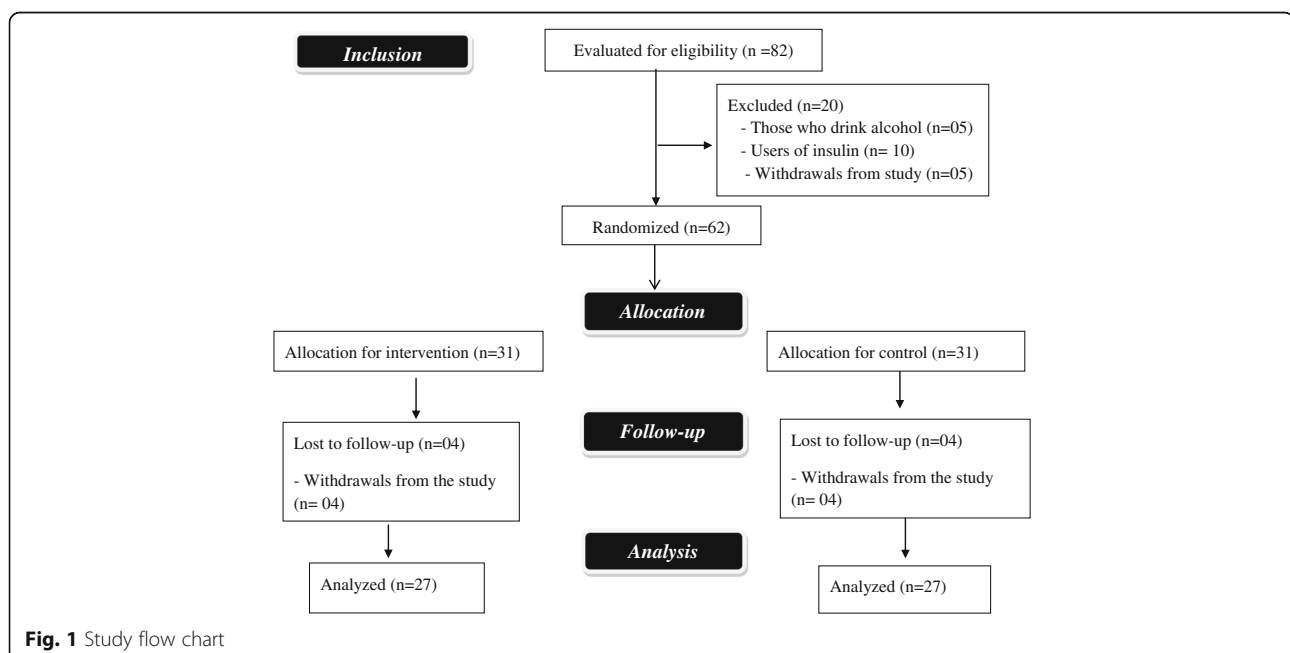 Inclusion
Evaluated for eligibility (n =82)
Excluded (n=20)
- Those who drink alcohol (n=05)
- Users of insulin (n= 10)
- Withdrawals from study (n=05)
Randomized (n=62)
Allocation
Allocation for intervention (n=31)
Allocation for control (n=31)
Follow-up
Lost to follow-up (n=04)
- Withdrawals from the study
(n= 04)
Lost to follow-up (n=04)
- Withdrawals from the study
(n= 04)
Analysis
Analyzed (n=27)
Analyzed (n=27)
Fig. 1 Study flow chart